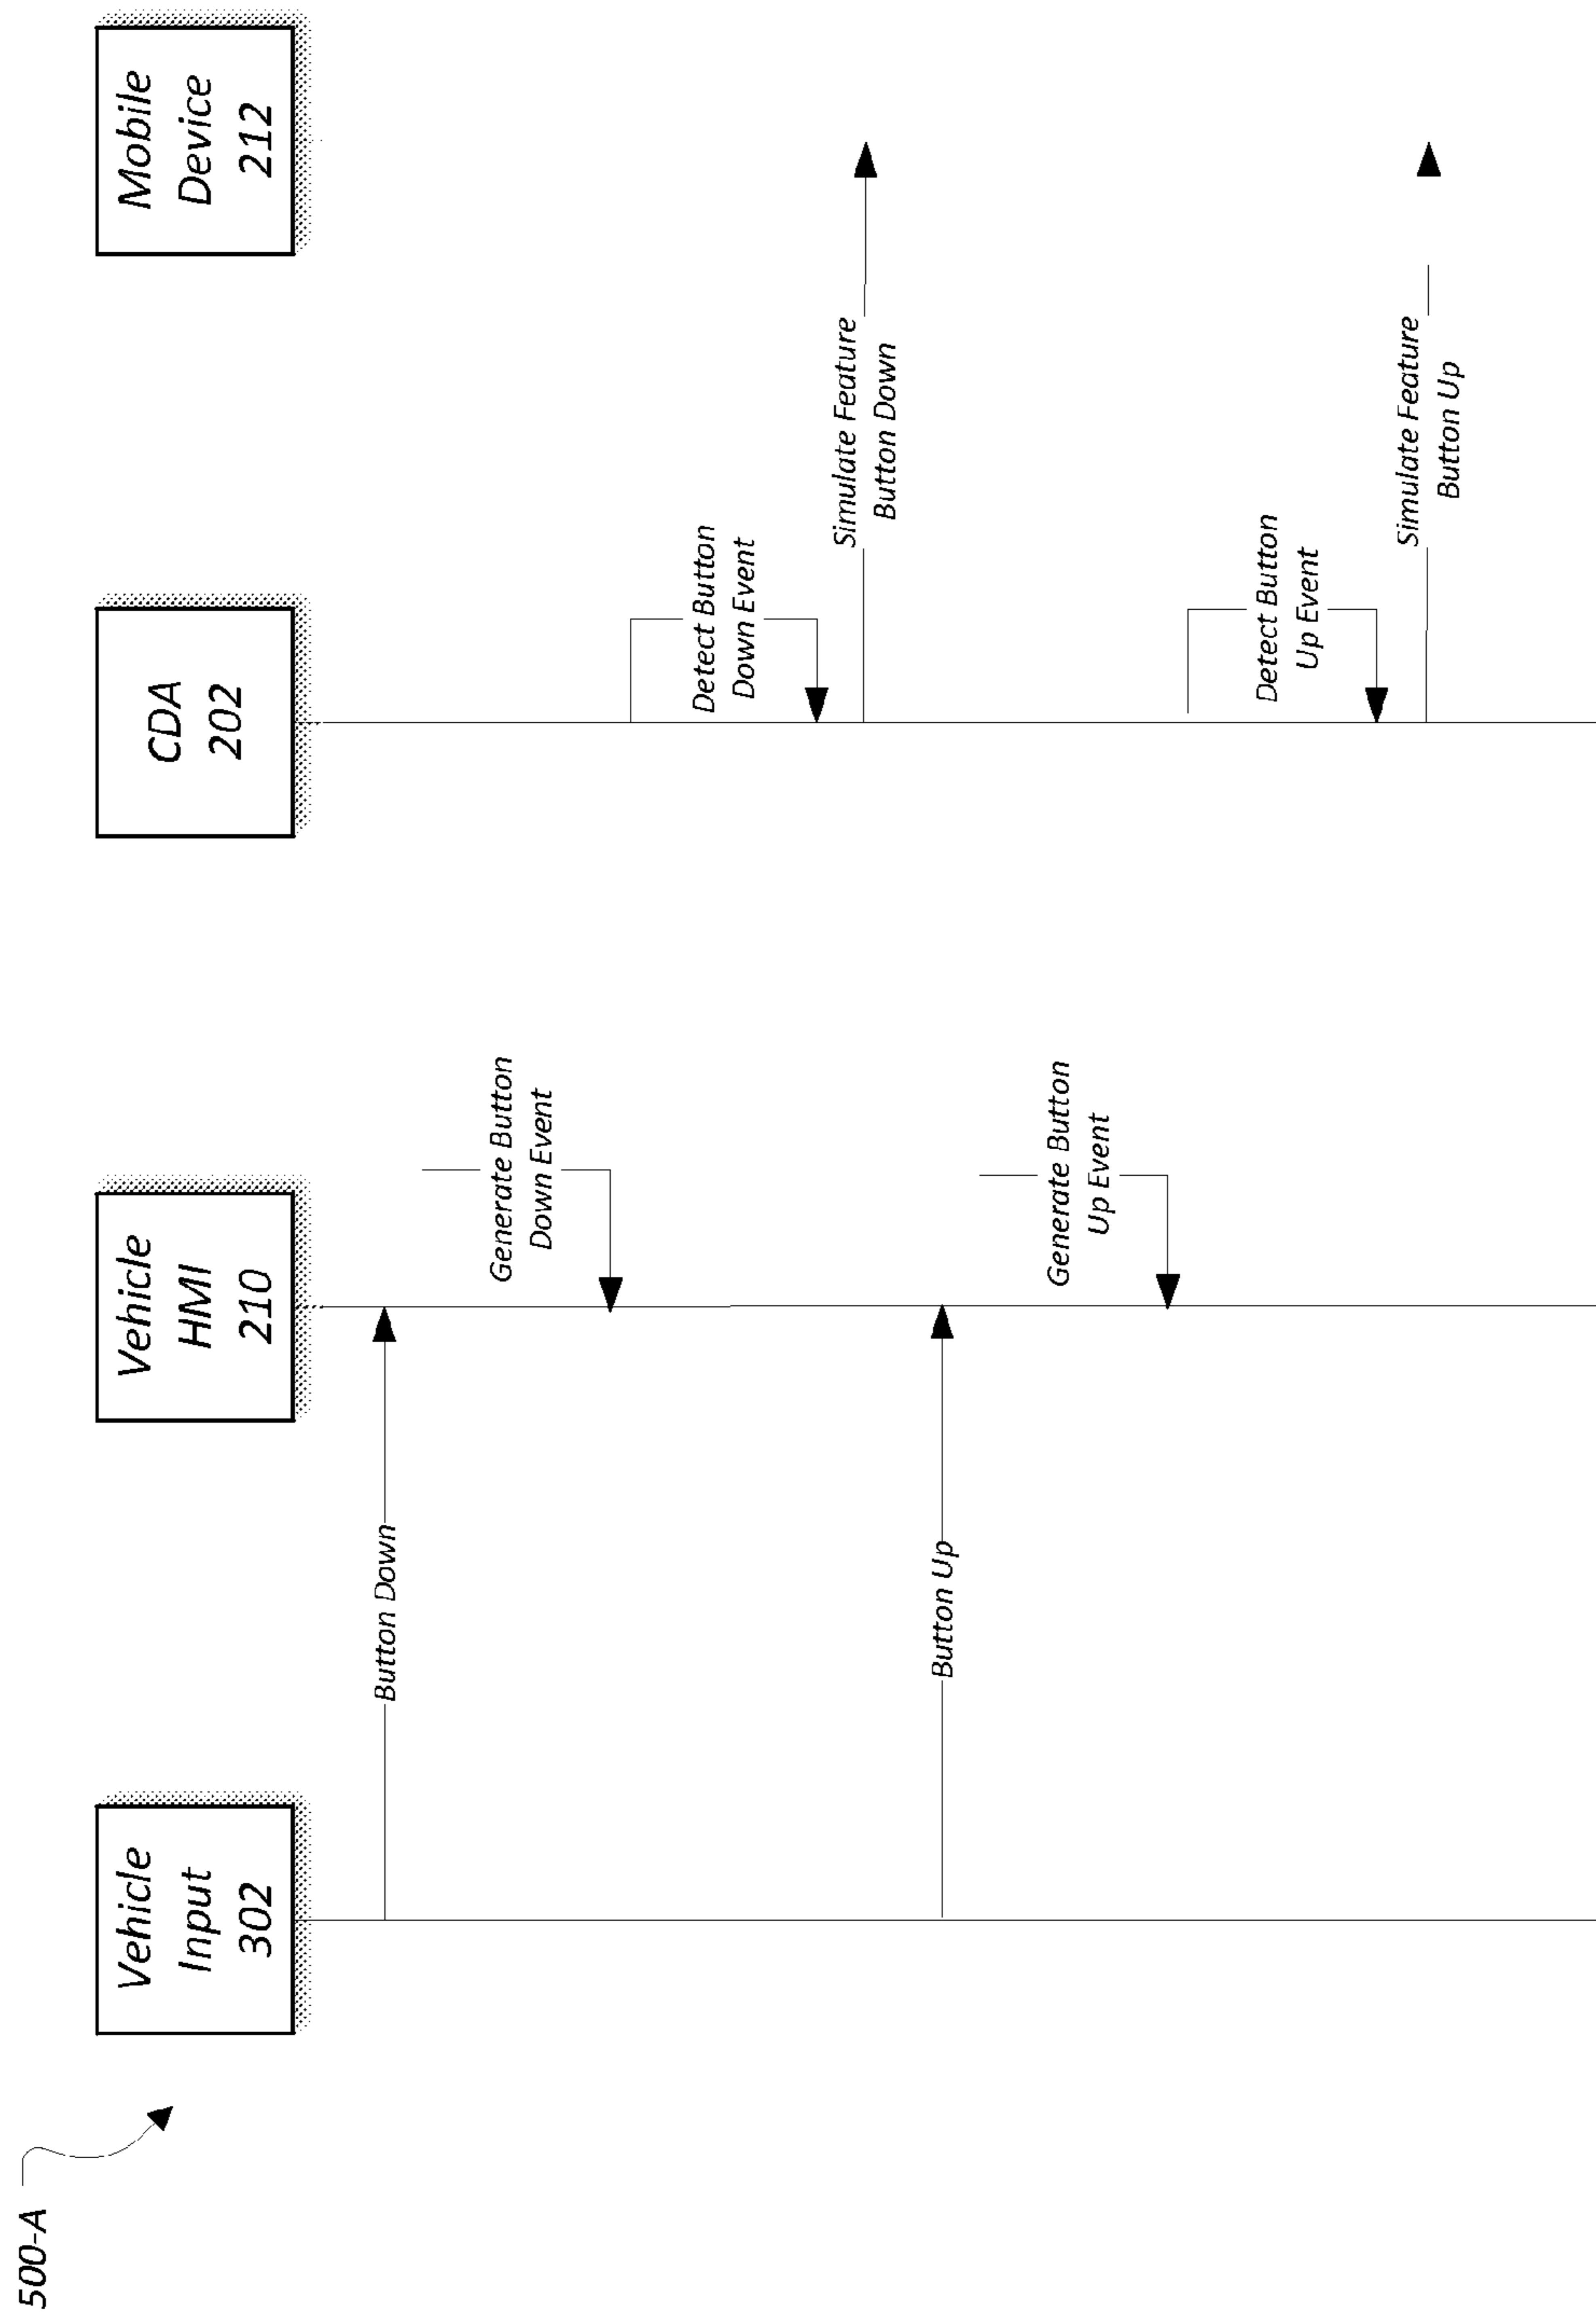 500-A
Vehicle
Input
302
Vehicle
HMI
210
CDA
202
Mobile
Device
212
Button Down
Generate Button
Down Event
Detect Button
Down Event
Simulate Feature
Button Down
Button Up
Generate Button
Up Event
Detect Button
Up Event
Simulate Feature
Button Up